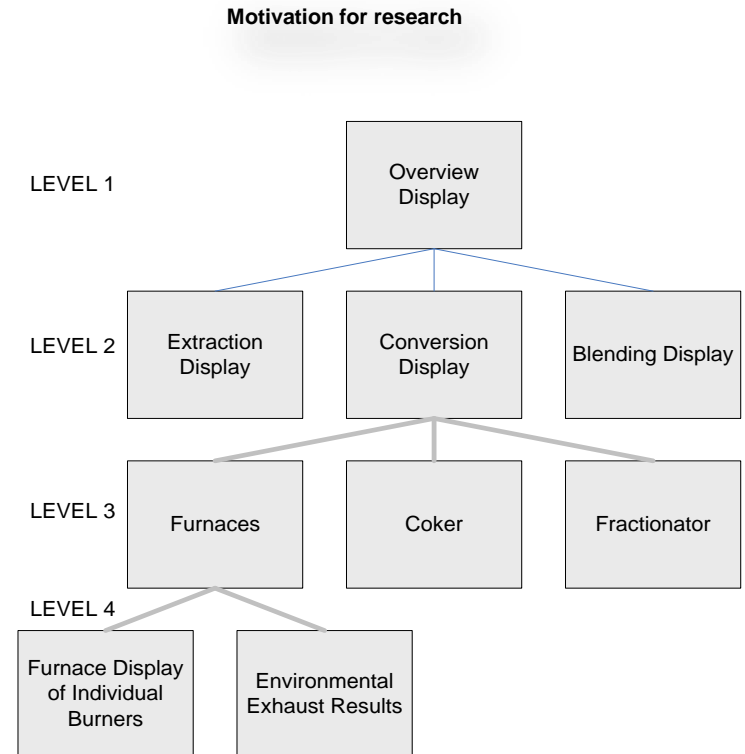 Motivation for research
LEVEL 1
Overview
Display
LEVEL 2
Extraction
Display
Conversion
Display
Blending Display
LEVEL 3
Furnaces
Coker
Fractionator
LEVEL 4
Furnace Display
of Individual
Burners
Environmental
Exhaust Results